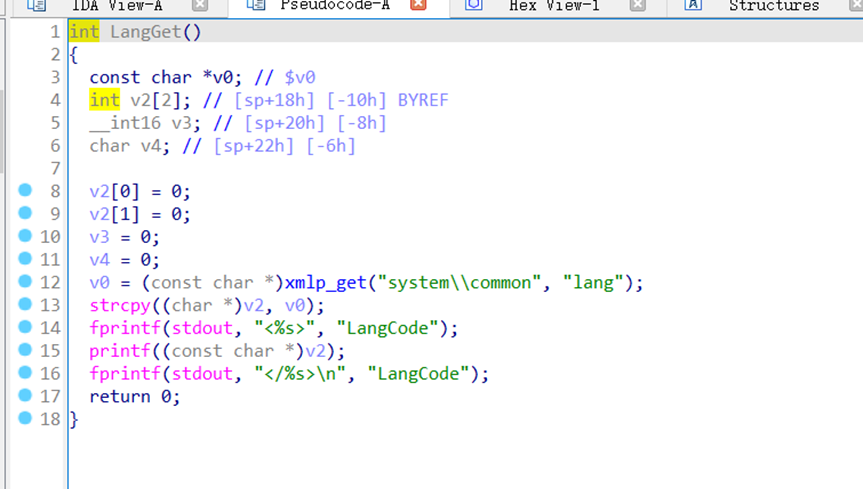 IDA View-A Pseudocode-A Hex View-1 Structures
1 int LangGet()
2 {
3 const char *v0; // $v0
4 int v2[2]; // [sp+18h] [-10h] BYREF
5 __int16 v3; // [sp+20h] [-8h]
6 char v4; // [sp+22h] [-6h]
7
8 v2[0] = 0;
9 v2[1] = 0;
10 v3 = 0;
11 v4 = 0;
12 v0 = (const char *)xmlp_get("system\\common", "lang");
13 strcpy((char *)v2, v0);
14 fprintf(stdout, "<%s>", "LangCode");
15 printf((const char *)v2);
16 fprintf(stdout, "</%s>\n", "LangCode");
17 return 0;
18 }